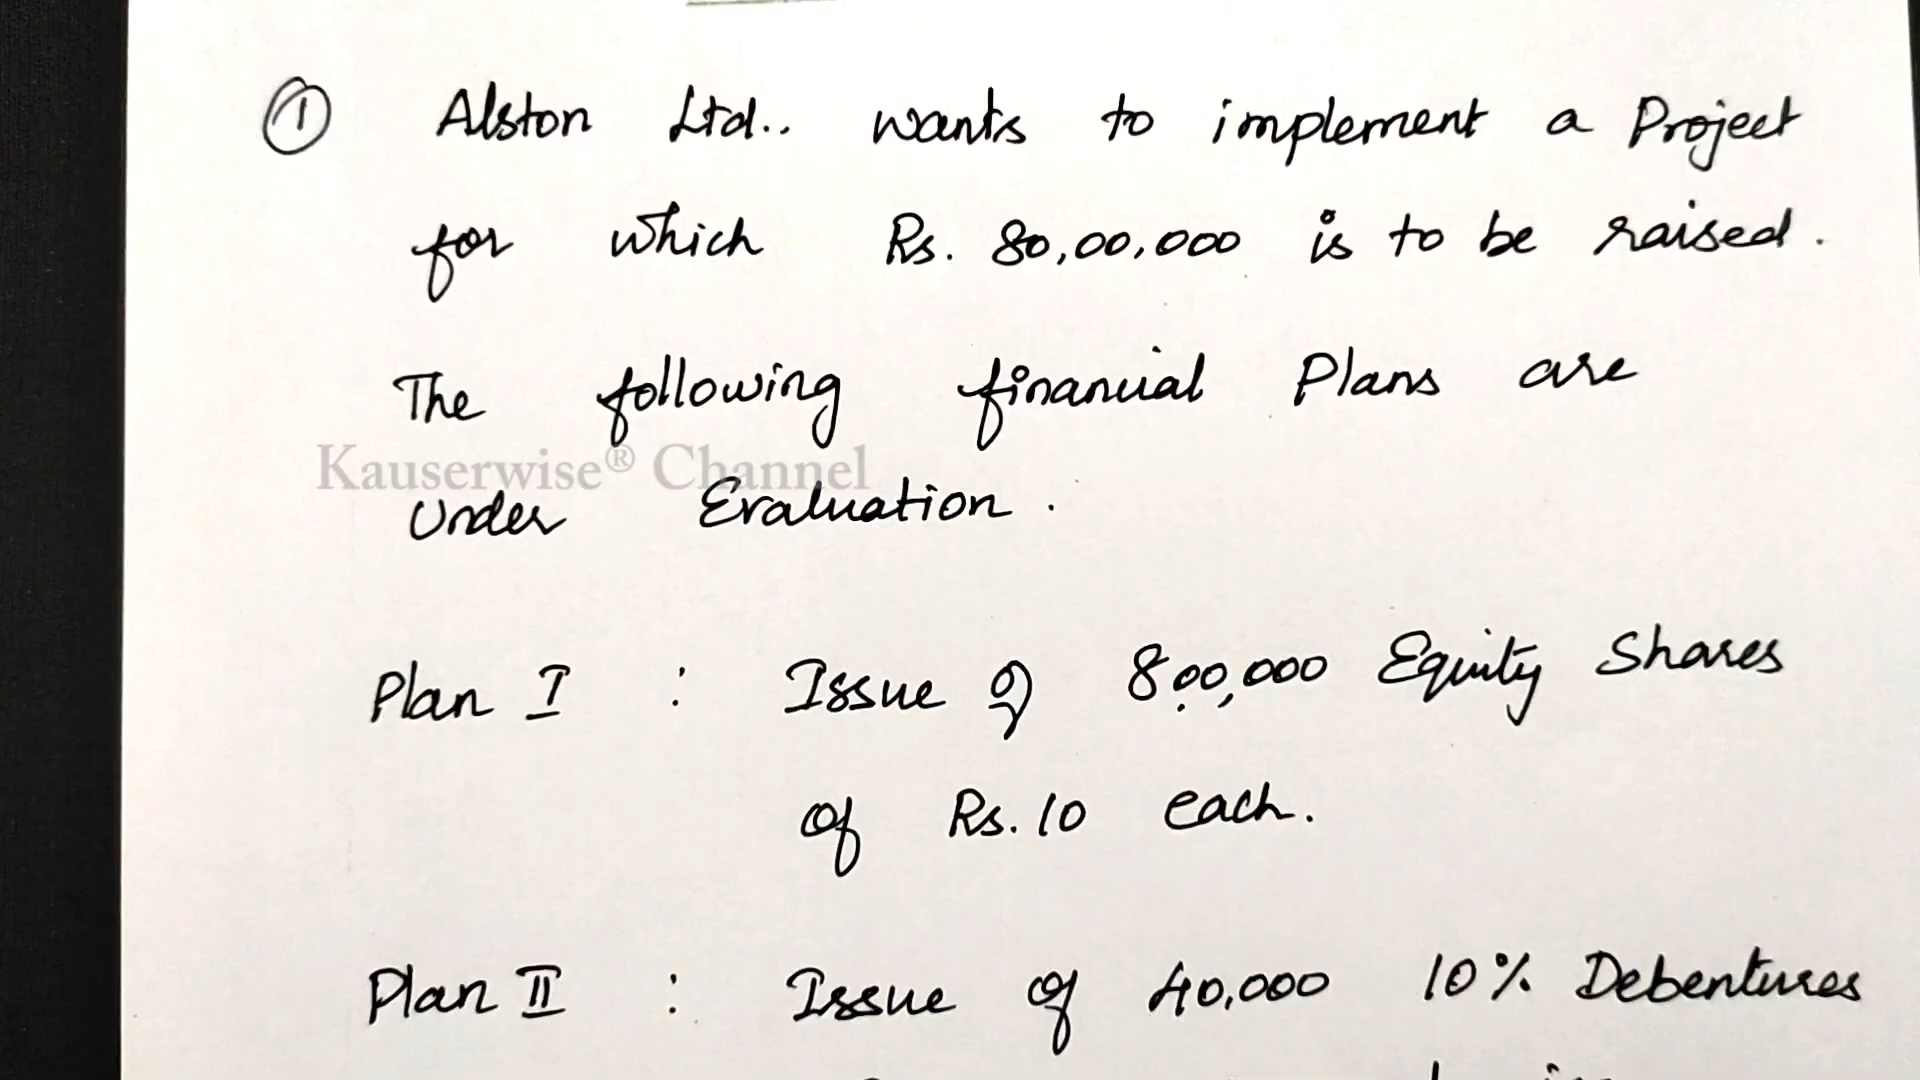 ① Alston Ltd.. wants to implement a Project
for which Rs. 80,00,000 is to be raised.
The following financial Plans are
Kauserwise® Channel
Under Evaluation.
Plan I : Issue of 800,000 Equity Shares
of Rs. 10 each.
Plan II : Issue of 40,000 10% Debentures